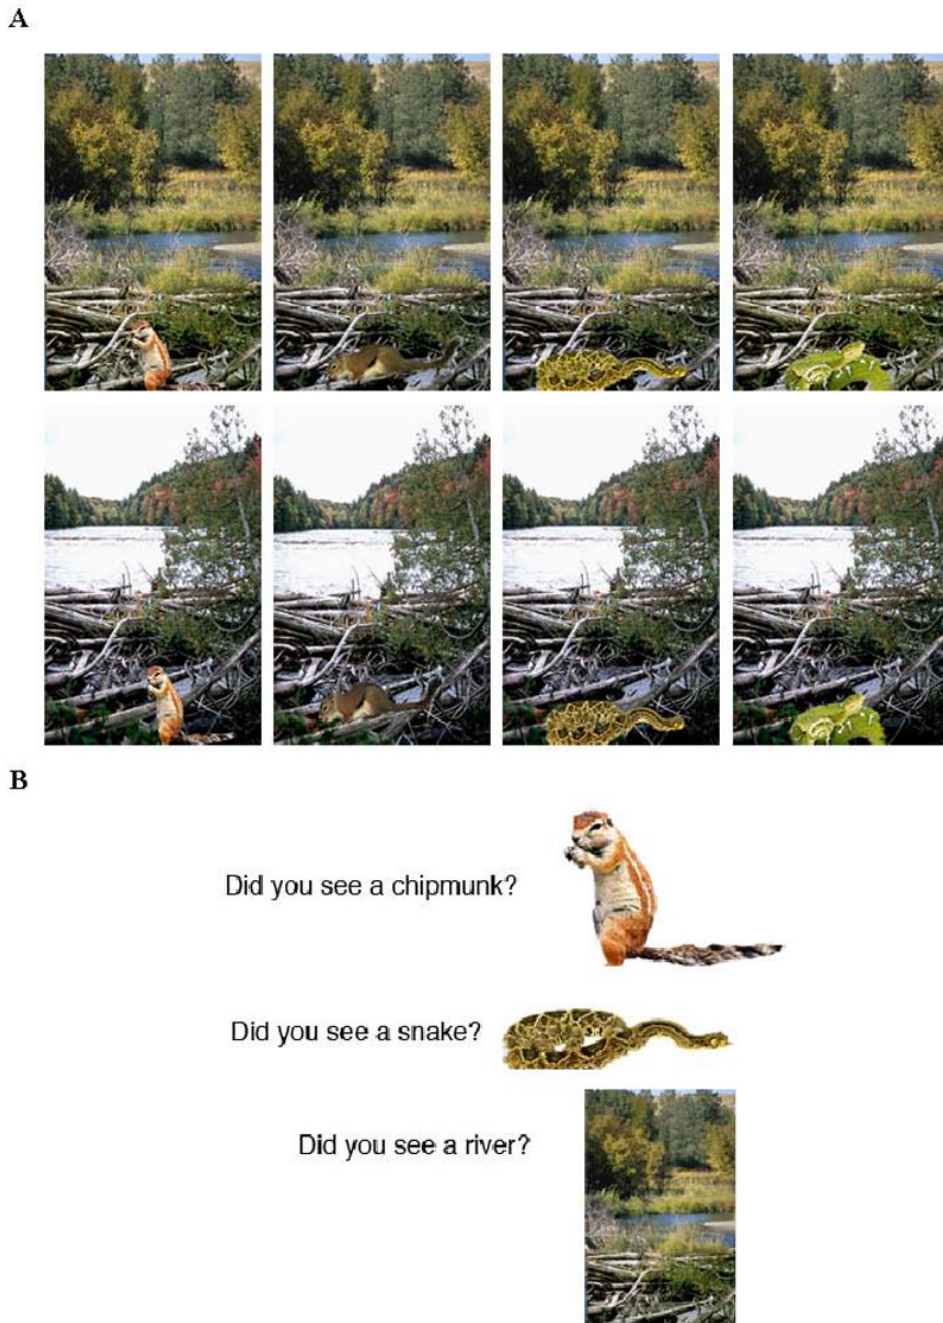 A
B
Did you see a chipmunk?
Did you see a snake?
Did you see a river?